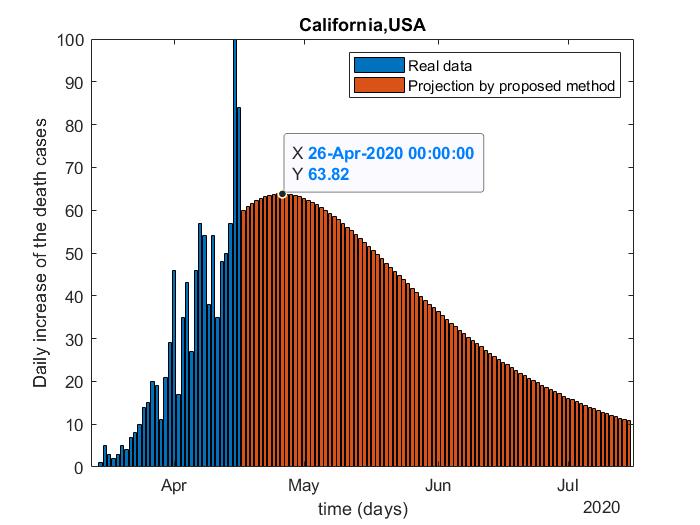 California,USA
Real data
Projection by proposed method
X 26-Apr-2020 00:00:00
Y 63.82
Daily increase of the death cases
100
90
80
70
60
50
40
30
20
10
0
Apr May Jun Jul
time (days)
2020